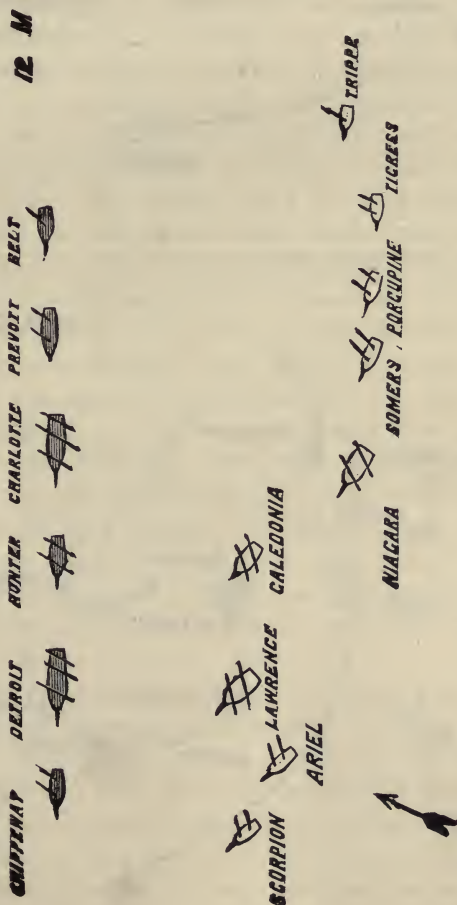 12 M
CHIPPEWAY DETROIT HUNTER CHARLOTTE PREVOST BELT
SCORPION
ARIEL
LAWRENCE
CALEDONIA
NIAGARA
SOMERS, PORCUPINE
TIGRESS
TRIPPE